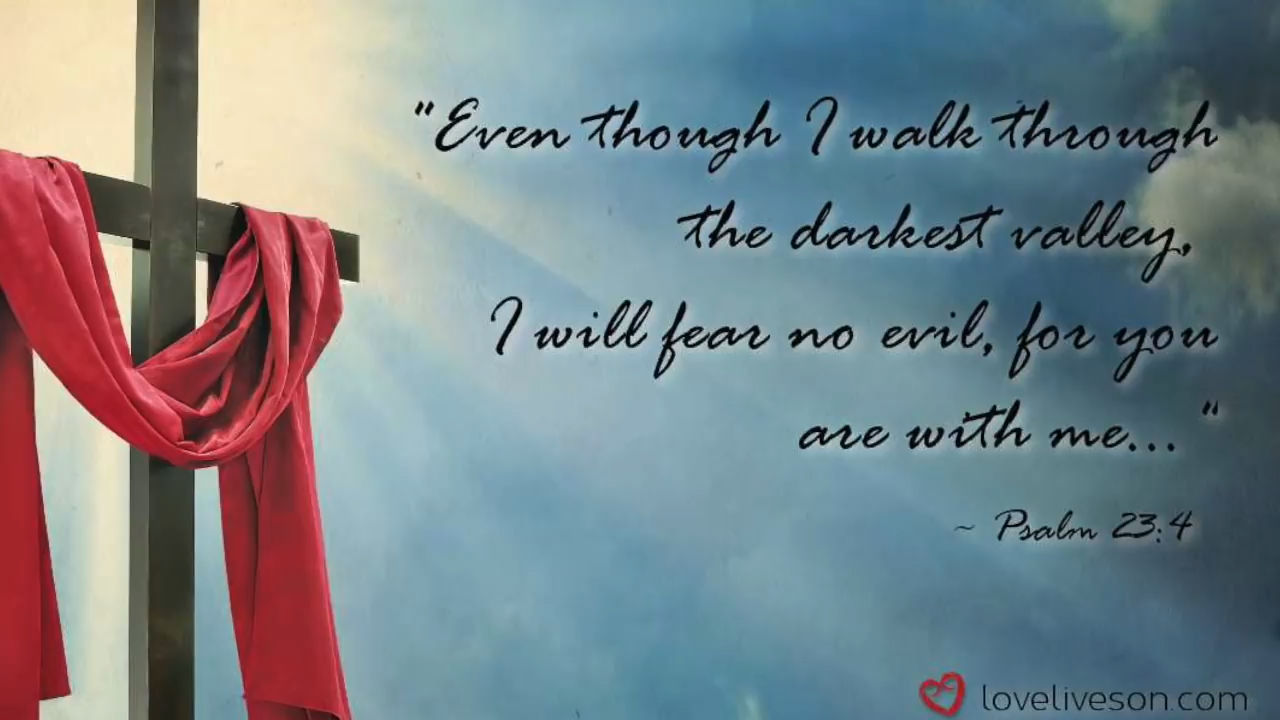 "Even though I walk through
the darkest valley,
I will fear no evil, for you
are with me... "
~ Psalm 23:4
loveliveson.com